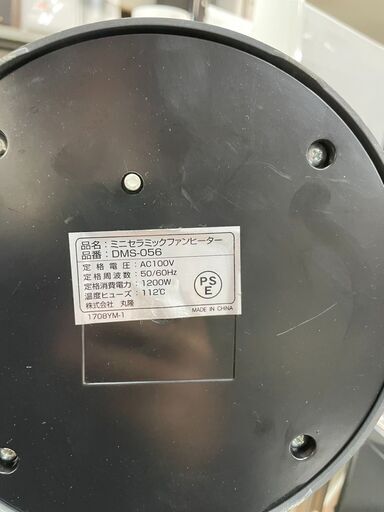 品名：ミニセラミックファンヒーター
品番：DMS-056
定格電圧：AC100V
定格周波数：50/60Hz
定格消費電力：1200W
温度ヒューズ：112℃
株式会社 丸隆
1708YM-1
PS
E
MADE IN CHINA